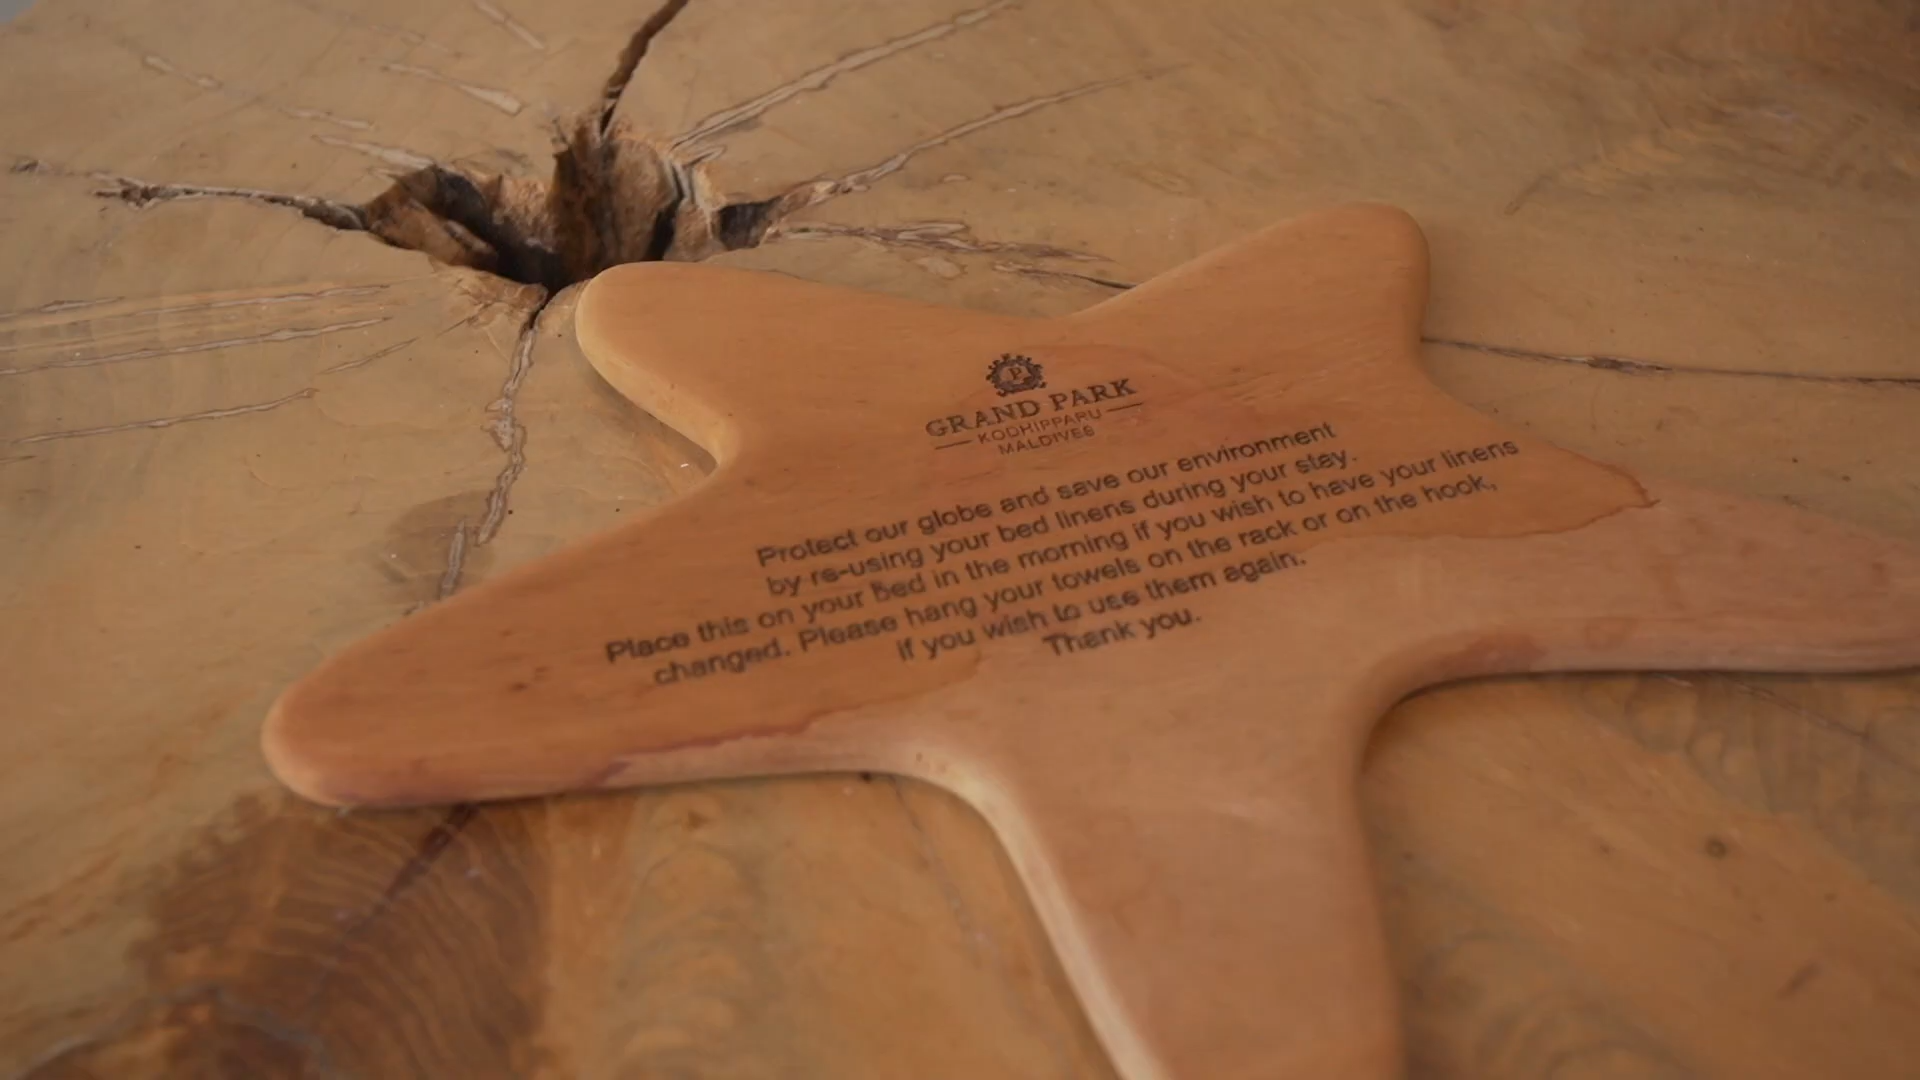 P
GRAND PARK
KODHIPPARU
MALDIVES
Protect our globe and save our environment
by re-using your bed linens during your stay.
Place this on your bed in the morning if you wish to have your linens
changed. Please hang your towels on the rack or on the hook,
if you wish to use them again.
Thank you.